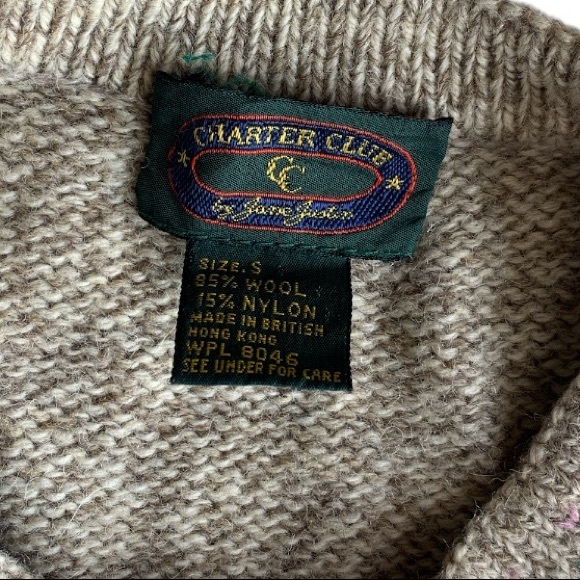 CHARTER CLUB
CC
by Jane Justin
SIZE. S
85% WOOL
15% NYLON
MADE IN BRITISH
HONG KONG
WPL 8046
SEE UNDER FOR CARE